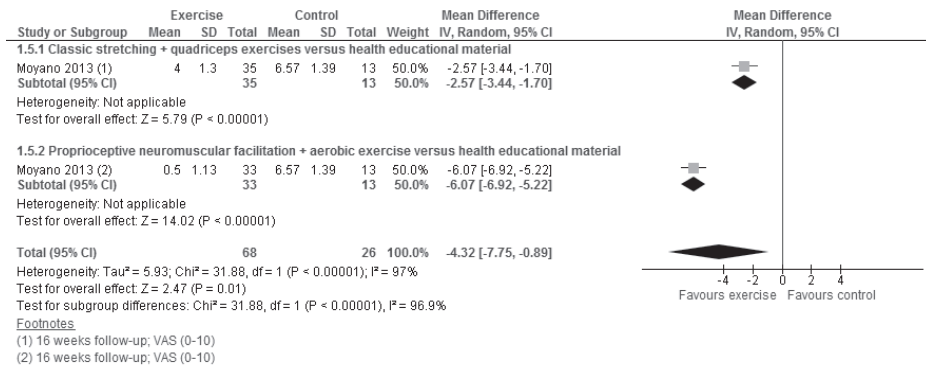 Exercise Control Mean Difference Mean Difference
Study or Subgroup Mean SD Total Mean SD Total Weight IV, Random, 95% CI IV, Random, 95% CI
1.5.1 Classic stretching + quadriceps exercises versus health educational material
Moyano 2013 (1) 4 1.3 35 6.57 1.39 13 50.0% -2.57 [-3.44, -1.70]
Subtotal (95% CI) 35 13 50.0% -2.57 [-3.44, -1.70]
Heterogeneity: Not applicable
Test for overall effect: Z = 5.79 (P < 0.00001)
1.5.2 Proprioceptive neuromuscular facilitation + aerobic exercise versus health educational material
Moyano 2013 (2) 0.5 1.13 33 6.57 1.39 13 50.0% -6.07 [-6.92, -5.22]
Subtotal (95% CI) 33 13 50.0% -6.07 [-6.92, -5.22]
Heterogeneity: Not applicable
Test for overall effect: Z = 14.02 (P < 0.00001)
Total (95% CI) 68 26 100.0% -4.32 [-7.75, -0.89]
Heterogeneity: Tau² = 5.93; Chi² = 31.88, df = 1 (P < 0.00001); I² = 97%
Test for overall effect: Z = 2.47 (P = 0.01)
Test for subgroup differences: Chi² = 31.88, df = 1 (P < 0.00001), I² = 96.9%
-4 -2 0 2 4
Favours exercise Favours control
Footnotes
(1) 16 weeks follow-up; VAS (0-10)
(2) 16 weeks follow-up; VAS (0-10)